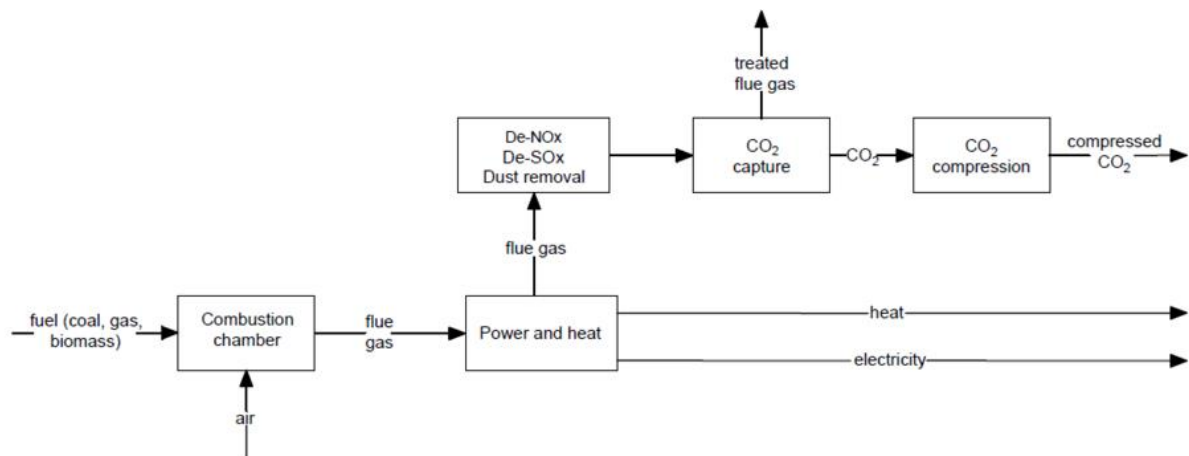 treated
flue gas
De-NOx
De-SOx
Dust removal
CO₂
capture
CO₂
CO₂
compression
compressed
CO₂
flue gas
fuel (coal, gas,
biomass)
Combustion
chamber
flue
gas
Power and heat
heat
electricity
air